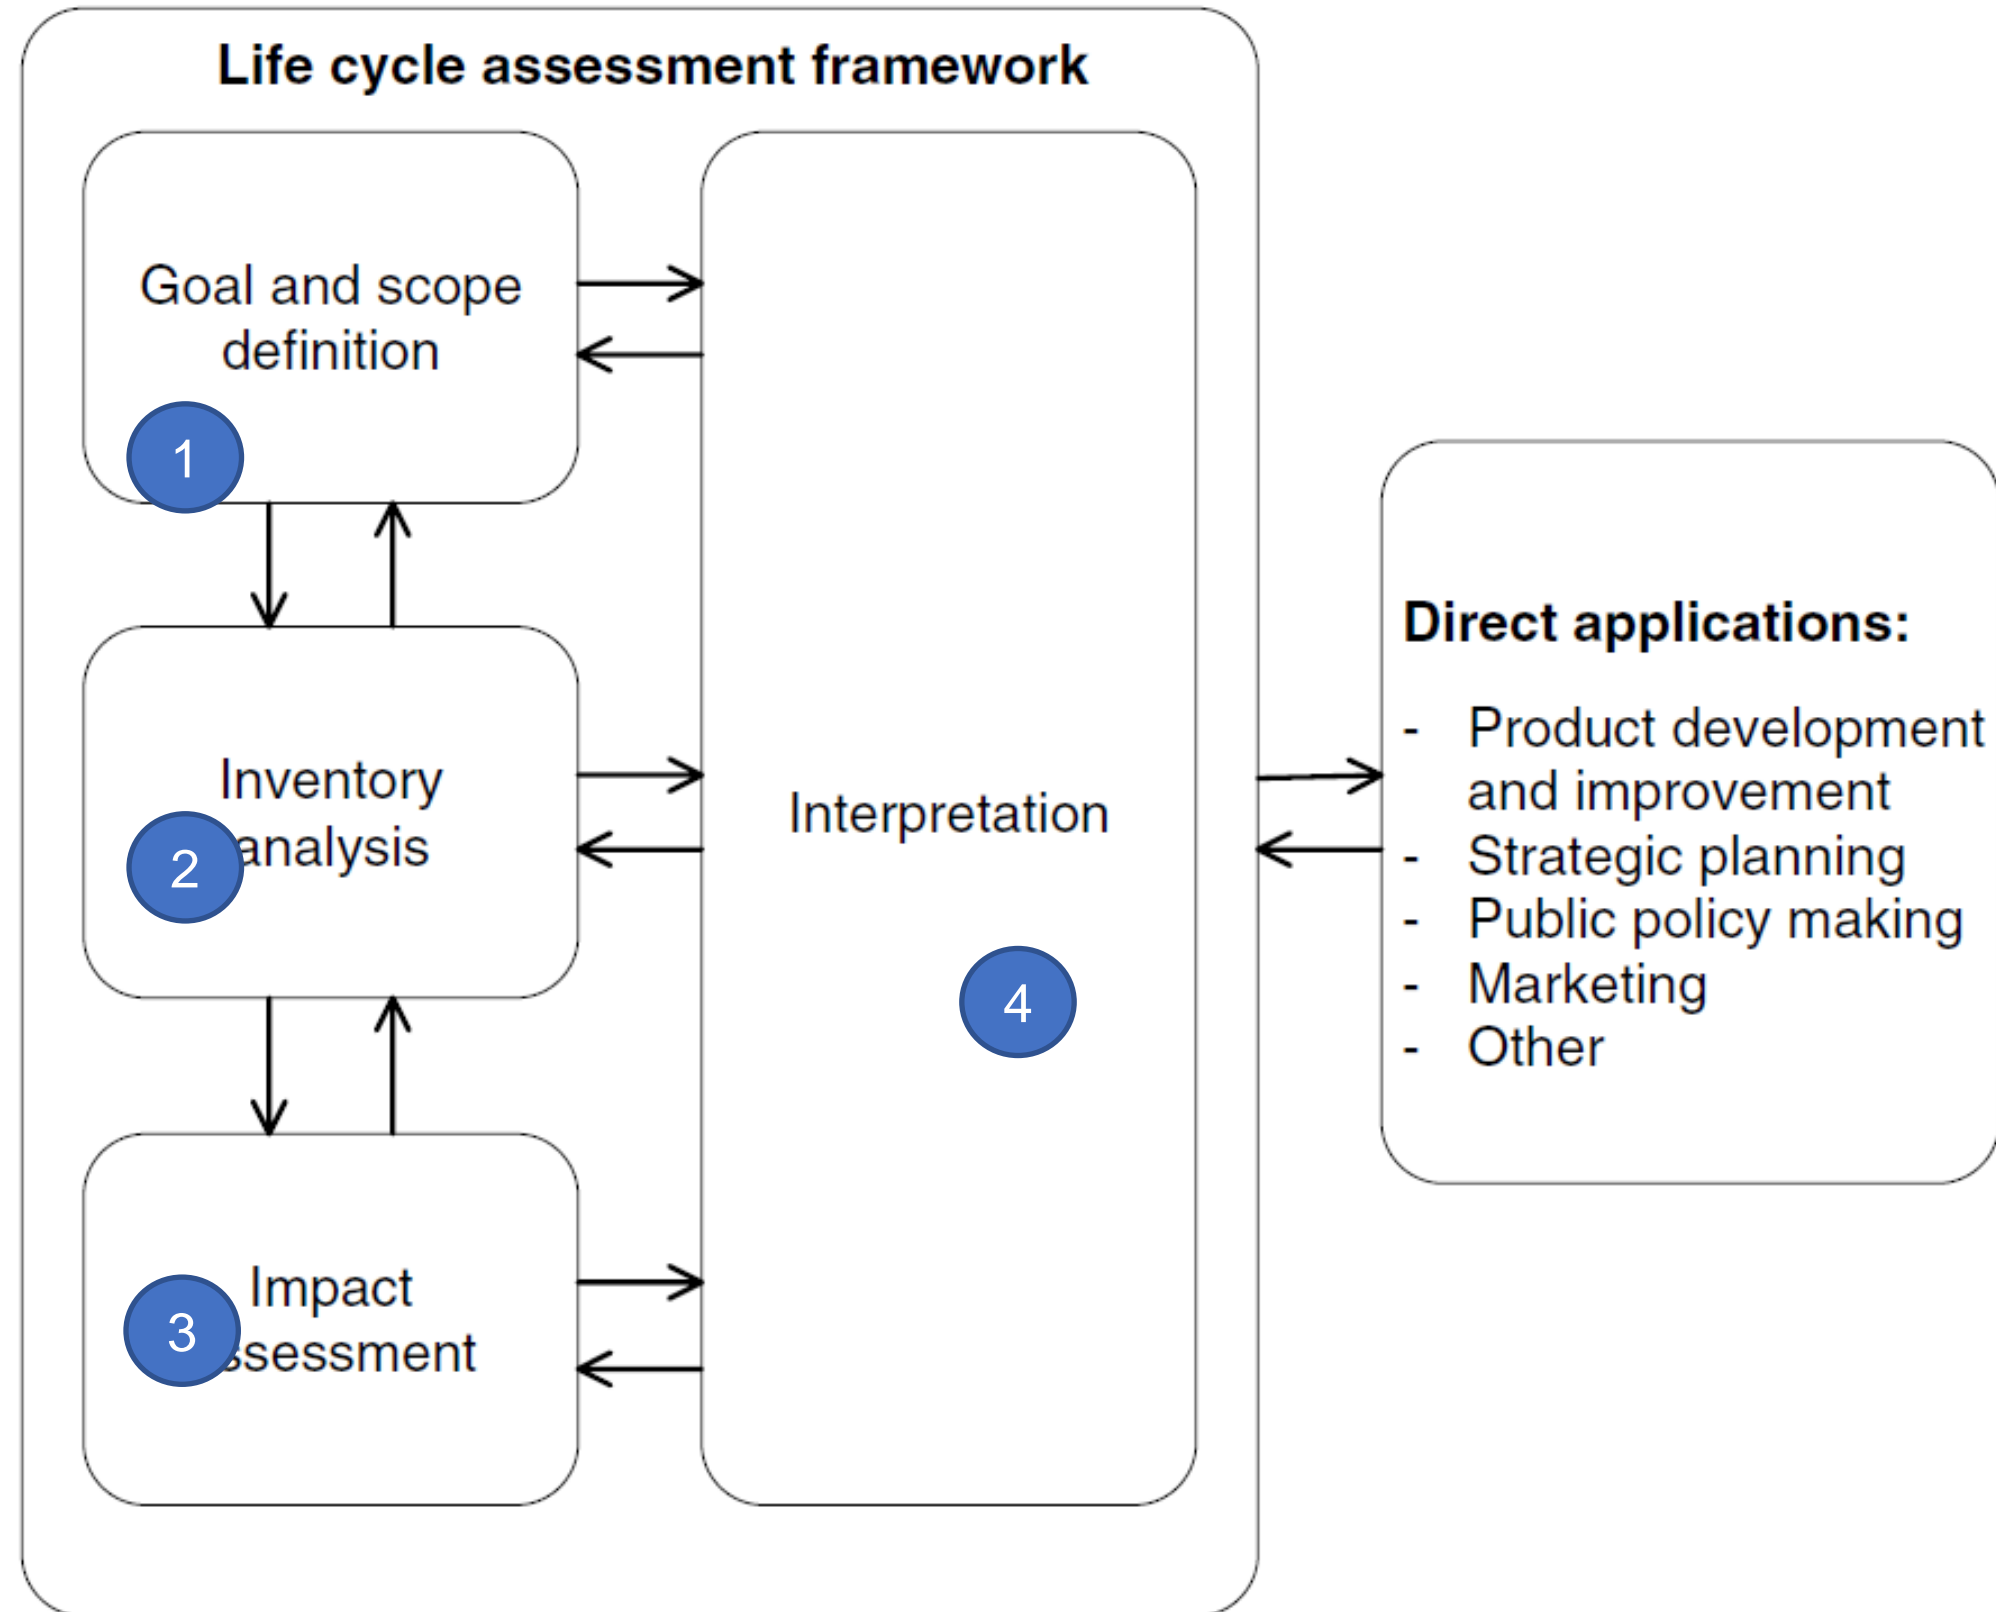 Life cycle assessment framework
Goal and scope
definition
1
Inventory
analysis
2
Impact
ssessment
3
Interpretation
4
Direct applications:
- Product development
and improvement
- Strategic planning
- Public policy making
- Marketing
- Other